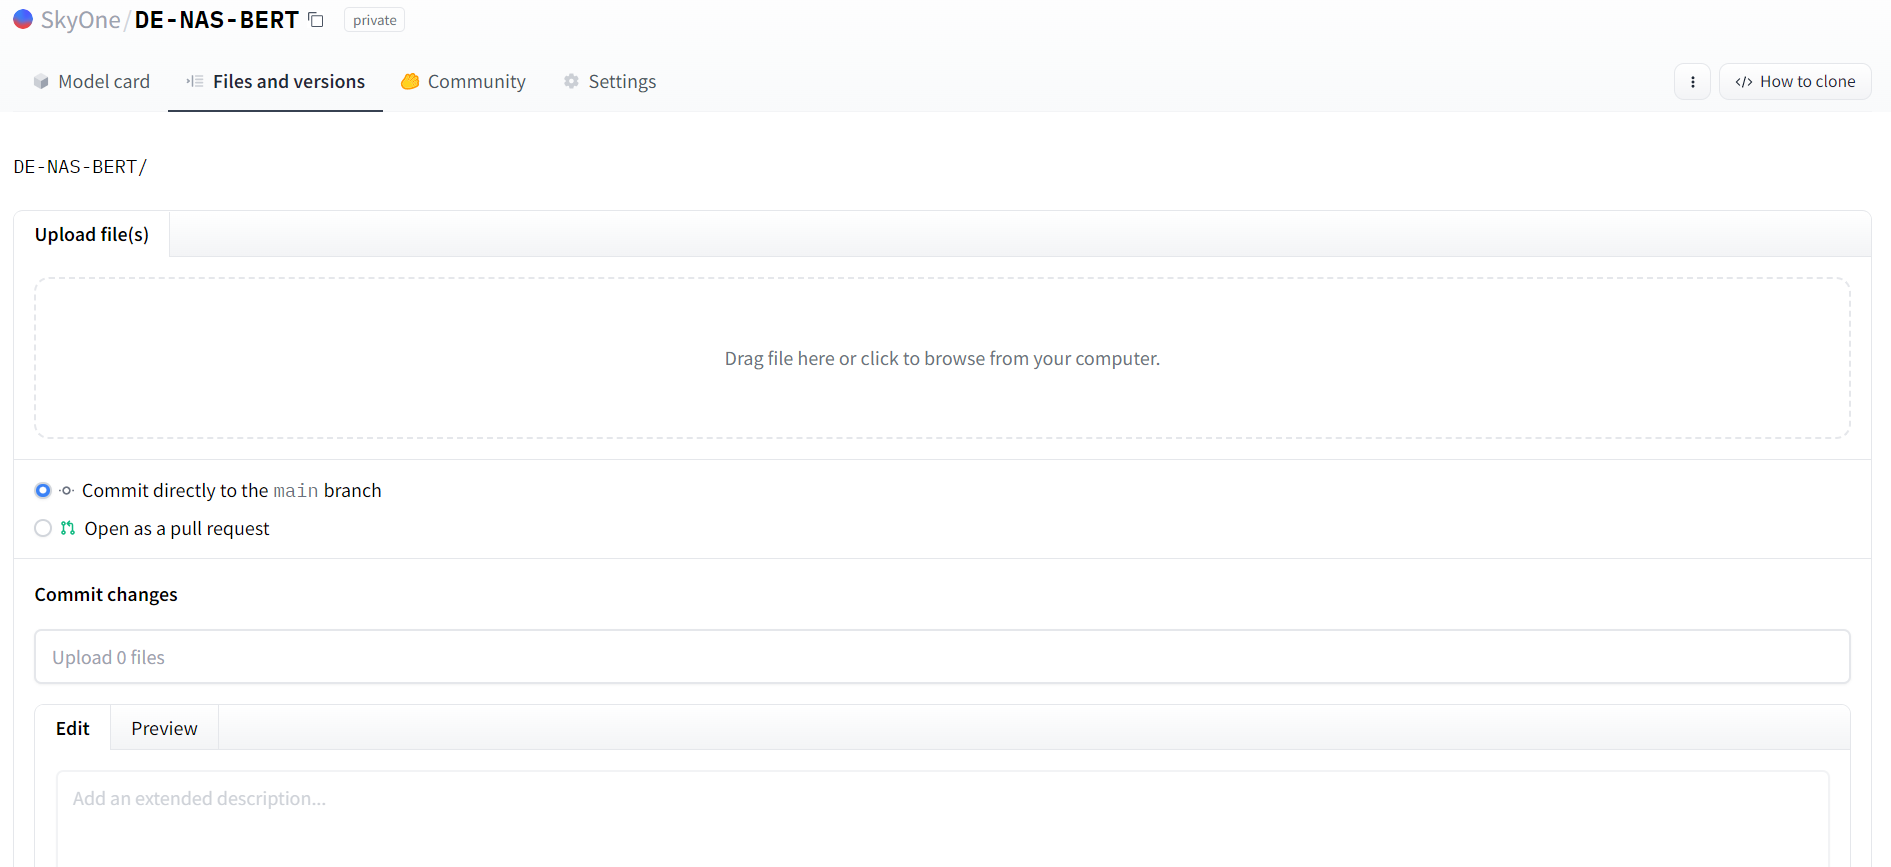 SkyOne/DE-NAS-BERT private
Model card Files and versions Community Settings How to clone
DE-NAS-BERT/
Upload file(s)
Drag file here or click to browse from your computer.
Commit directly to the main branch
Open as a pull request
Commit changes
Upload 0 files
Edit Preview
Add an extended description...